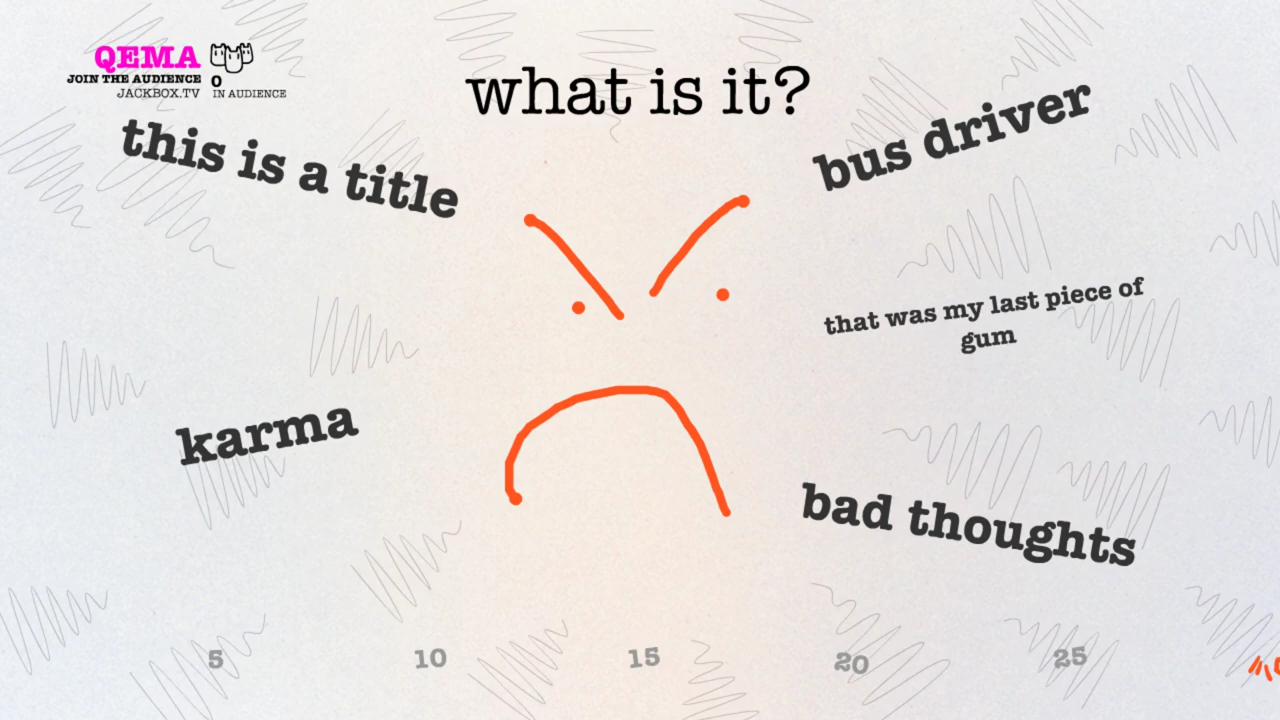 QEMA
JOIN THE AUDIENCE
JACKBOX.TV
0
IN AUDIENCE
what is it?
this is a title
bus driver
that was my last piece of
gum
karma
bad thoughts
5
10
15
20
25